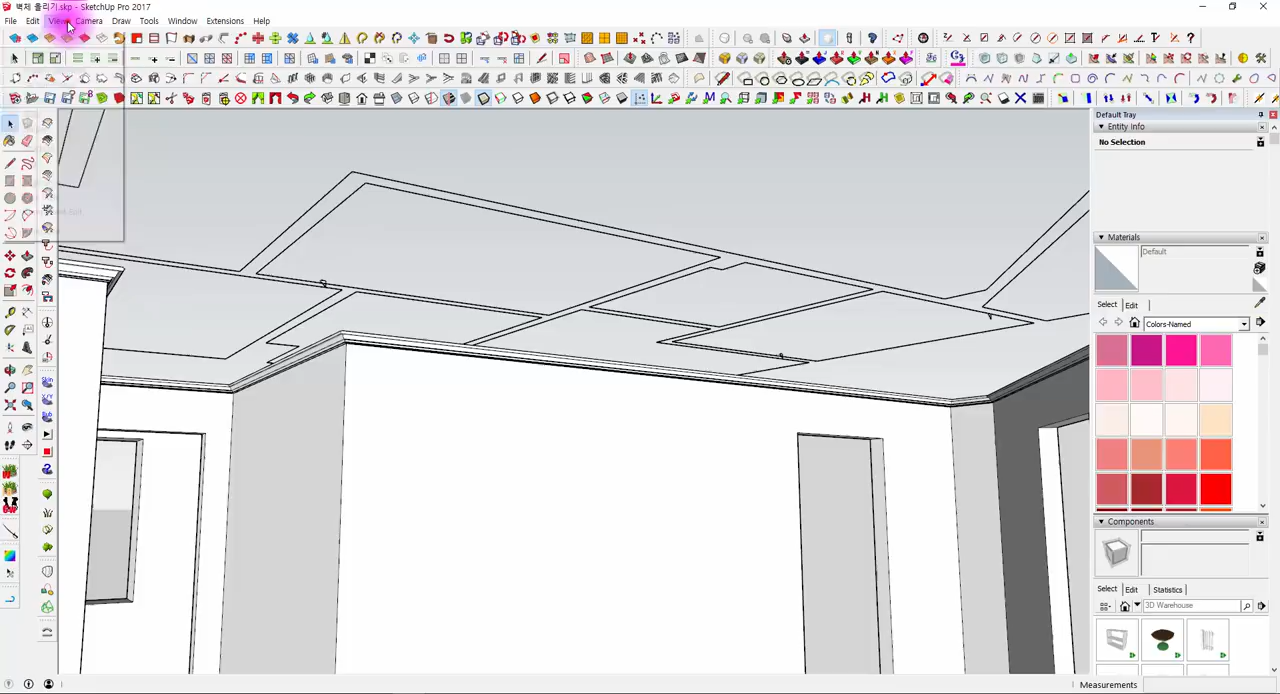 벽체 올리기.skp - SketchUp Pro 2017
File Edit View Camera Draw Tools Window Extensions Help
Default Tray
Entity Info
No Selection
Materials
Default
Select Edit
Colors-Named
Components
Select Edit Statistics
3D Warehouse
Measurements